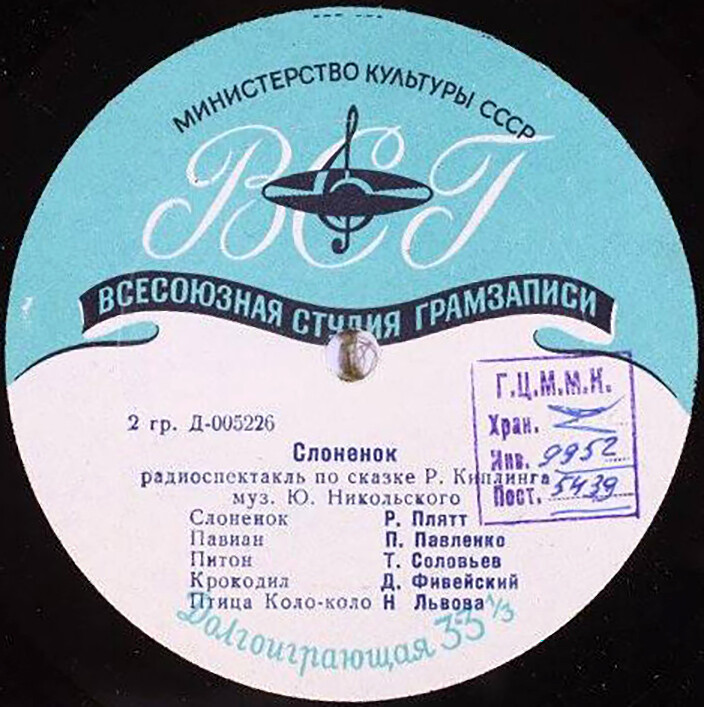 МИНИСТЕРСТВО КУЛЬТУРЫ СССР
ВСГ
ВСЕСОЮЗНАЯ СТУДИЯ ГРАМЗАПИСИ
Г.Ц.М.М.К.
Хран.
Инв. 9952
Пост. 5439
2 гр. Д-005226
Слоненок
радиоспектакль по сказке Р. Киплинга
муз. Ю. Никольского
Слоненок Р. Плятт
Павиан П. Павленко
Питон Т. Соловьев
Крокодил Д. Фивейский
Птица Коло-коло Н Львова
Долгоиграющая 33 1/3